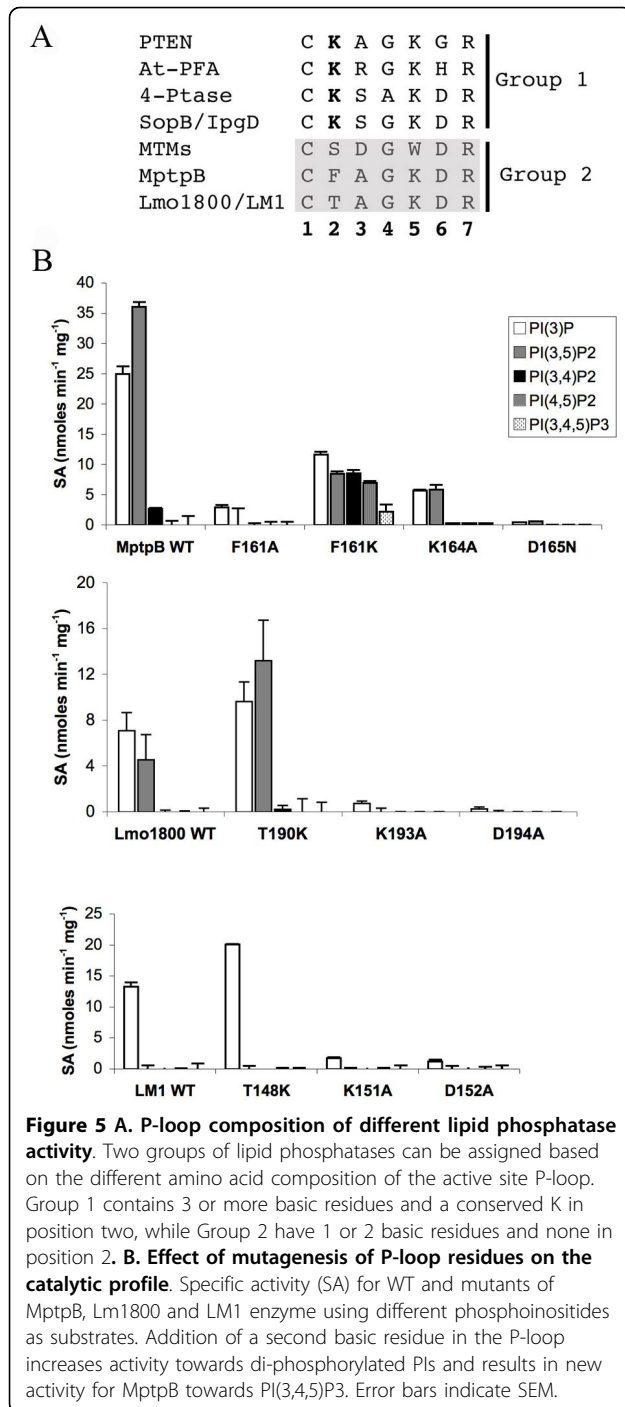 A
PTEN C K A G K G R
At-PFA C K R G K H R
4-Ptase C K S A K D R
SopB/IpgD C K S G K D R
Group 1
MTMs C S D G W D R
MptpB C F A G K D R
Lmo1800/LM1 C T A G K D R
Group 2
1 2 3 4 5 6 7
B
SA (nmoles min⁻¹ mg⁻¹)
40
35
30
25
20
15
10
5
0
PI(3)P
PI(3,5)P2
PI(3,4)P2
PI(4,5)P2
PI(3,4,5)P3
MptpB WT F161A F161K K164A D165N
SA (nmoles min⁻¹ mg⁻¹)
20
16
12
8
4
0
Lmo1800 WT T190K K193A D194A
SA (nmoles min⁻¹ mg⁻¹)
25
20
15
10
5
0
LM1 WT T148K K151A D152A
Figure 5 A. P-loop composition of different lipid phosphatase
activity. Two groups of lipid phosphatases can be assigned based
on the different amino acid composition of the active site P-loop.
Group 1 contains 3 or more basic residues and a conserved K in
position two, while Group 2 have 1 or 2 basic residues and none in
position 2. B. Effect of mutagenesis of P-loop residues on the
catalytic profile. Specific activity (SA) for WT and mutants of
MptpB, Lm1800 and LM1 enzyme using different phosphoinositides
as substrates. Addition of a second basic residue in the P-loop
increases activity towards di-phosphorylated PIs and results in new
activity for MptpB towards PI(3,4,5)P3. Error bars indicate SEM.